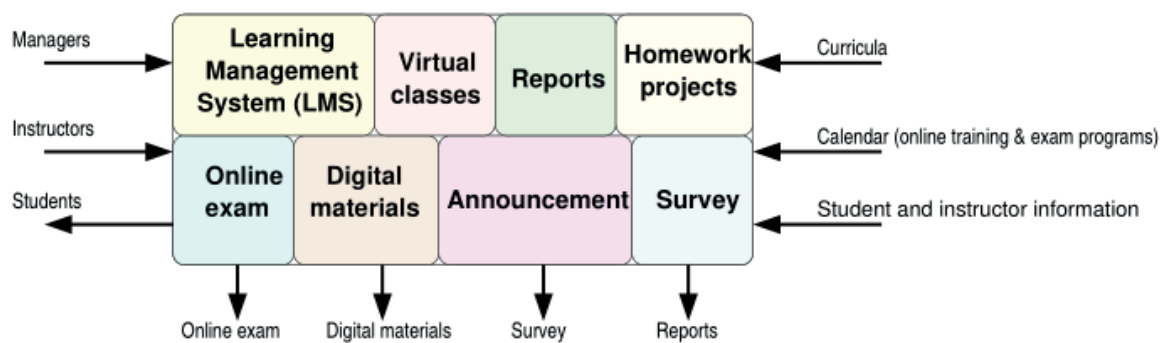 Managers
Learning
Management
System (LMS)
Virtual
classes
Reports
Homework
projects
Curricula
Instructors
Calendar (online training & exam programs)
Students
Online
exam
Digital
materials
Announcement
Survey
Student and instructor information
Online exam
Digital materials
Survey
Reports